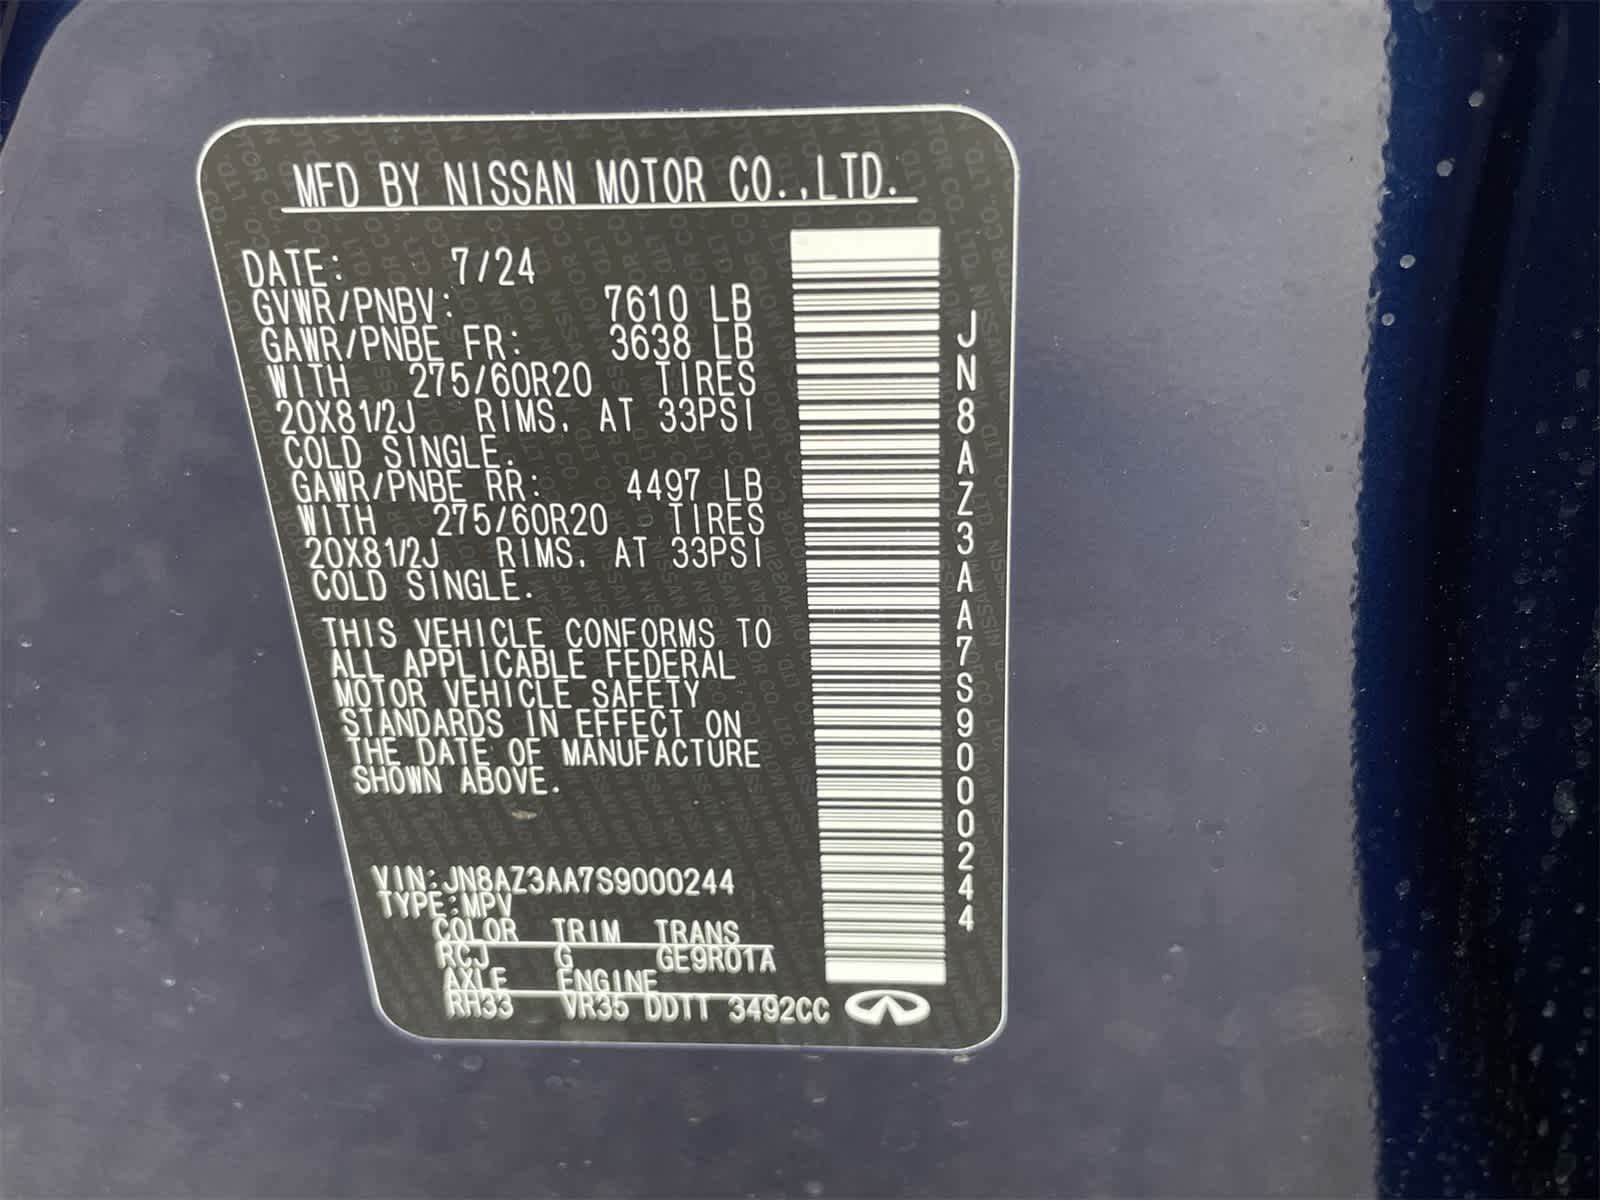 MFD BY NISSAN MOTOR CO.,LTD.
DATE: 7/24
GVWR/PNBV: 7610 LB
GAWR/PNBE FR: 3638 LB
WITH 275/60R20 TIRES
20X81/2J RIMS. AT 33PSI
COLD SINGLE.
GAWR/PNBE RR: 4497 LB
WITH 275/60R20 TIRES
20X81/2J RIMS. AT 33PSI
COLD SINGLE.
THIS VEHICLE CONFORMS TO
ALL APPLICABLE FEDERAL
MOTOR VEHICLE SAFETY
STANDARDS IN EFFECT ON
THE DATE OF MANUFACTURE
SHOWN ABOVE.
VIN:JN8AZ3AA7S9000244
TYPE:MPV
COLOR TRIM TRANS
RCJ G GE9R01A
AXLE ENGINE
RH33 VR35 DDTT 3492CC
JN8AZ3AA7S9000244